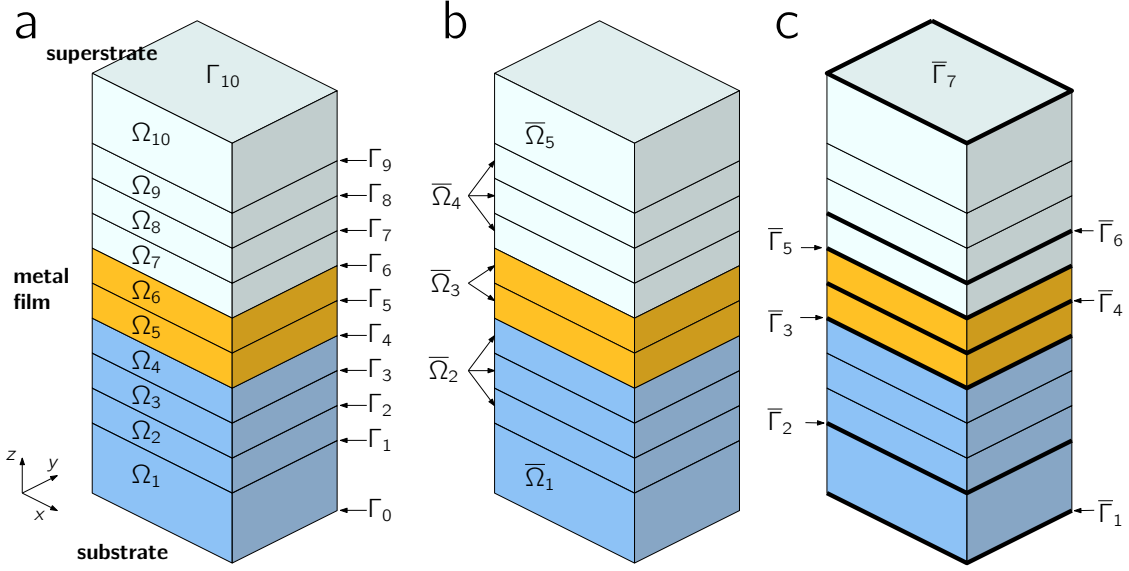 a
superstrate
Γ₁₀
Ω₁₀
Γ₉
Ω₉
Γ₈
Ω₈
Γ₇
Ω₇
Γ₆
metal
film
Ω₆
Γ₅
Ω₅
Γ₄
Ω₄
Γ₃
Ω₃
Γ₂
Ω₂
Γ₁
Ω₁
Γ₀
z
y
x
substrate
b
Ω̅₅
Ω̅₄
Ω̅₃
Ω̅₂
Ω̅₁
c
Γ̅₇
Γ̅₆
Γ̅₅
Γ̅₄
Γ̅₃
Γ̅₂
Γ̅₁